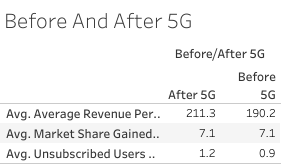 Before And After 5G
Before/After 5G
Before
After 5G 5G
Avg. Average Revenue Per.. 211.3 190.2
Avg. Market Share Gained.. 7.1 7.1
Avg. Unsubscribed Users .. 1.2 0.9